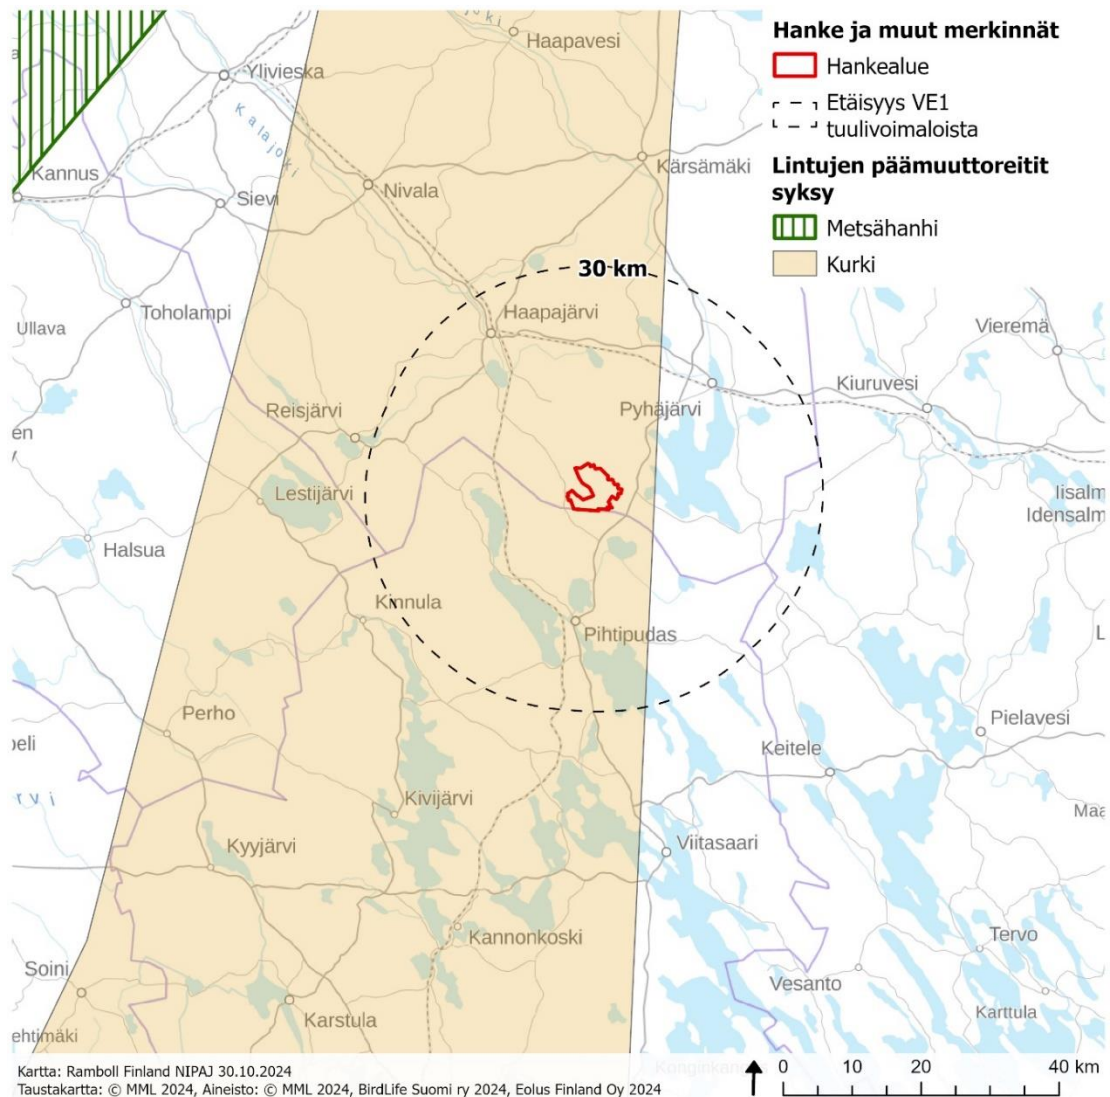 Hanke ja muut merkinnät
Hankealue
Etäisyys VE1
tuulivoimaloista
Lintujen päämuuttoreitit
syksy
Metsähanhi
Kurki
Haapavesi
Ylivieska
Kalajoki
Kärsämäki
Kannus
Nivala
Sievi
30 km
Toholampi
Haapajärvi
Ullava
Vieremä
Kiuruvesi
Pyhäjärvi
Reisjärvi
Lestijärvi
Iisalm
Idensalm
Halsua
Kinnula
Pihtipudas
Perho
Pielavesi
Keitele
Kivijärvi
Kyyjärvi
Viitasaari
Kannonkoski
Tervo
Soini
Vesanto
Karttula
Karstula
ehtimäki
Kartta: Ramboll Finland NIPAJ 30.10.2024
Taustakartta: © MML 2024, Aineisto: © MML 2024, BirdLife Suomi ry 2024, Eolus Finland Oy 2024
0 10 20 40 km